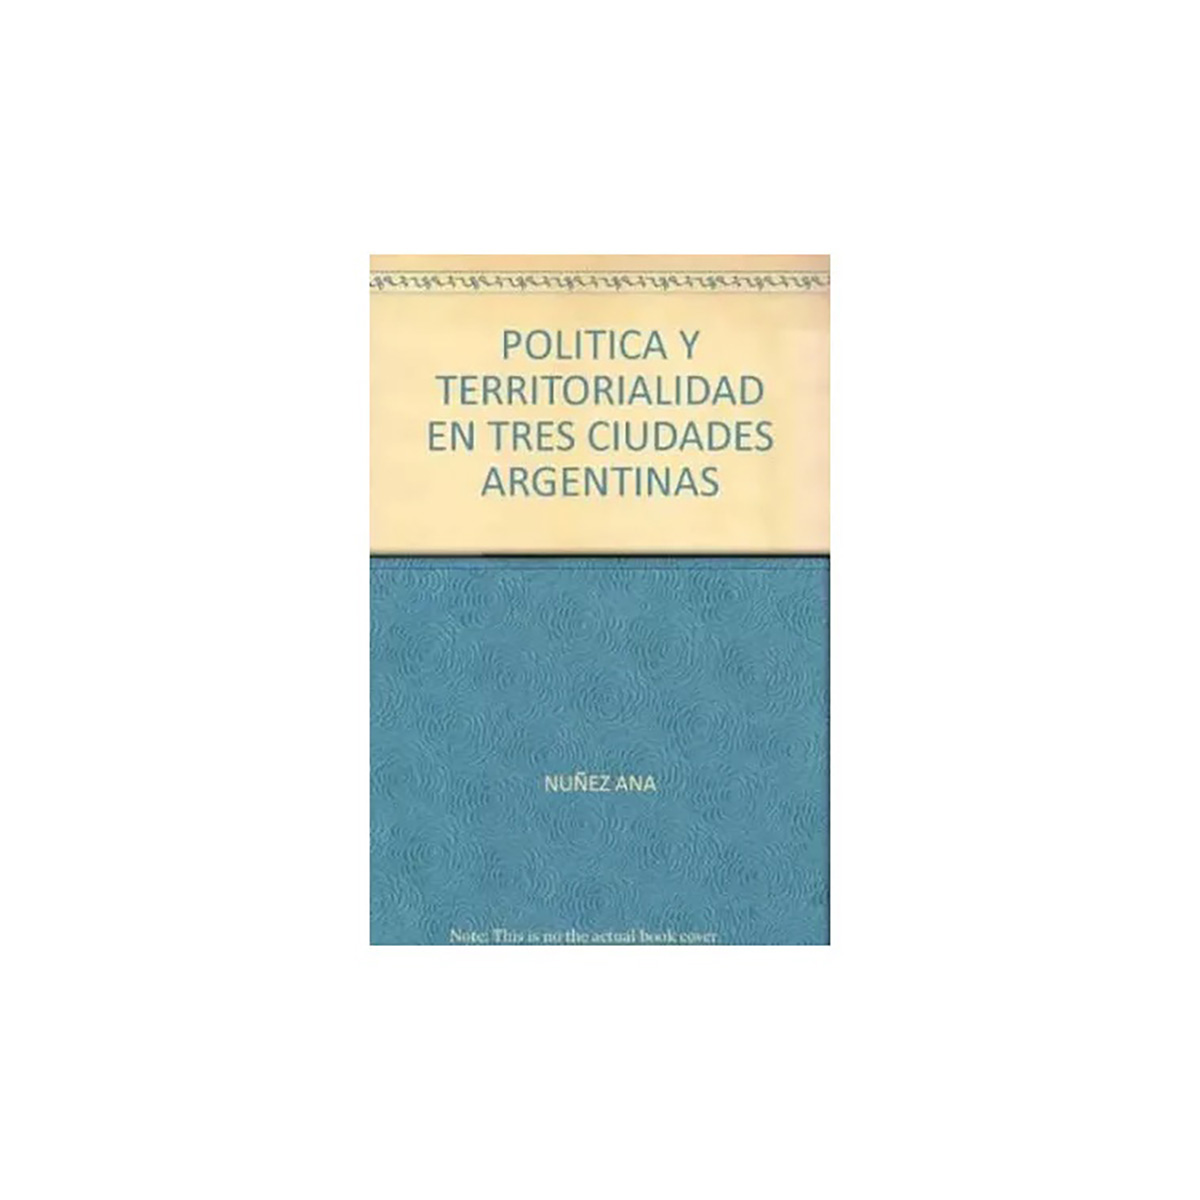 POLITICA Y
TERRITORIALIDAD
EN TRES CIUDADES
ARGENTINAS
NUÑEZ ANA
Note: This is no the actual book cover